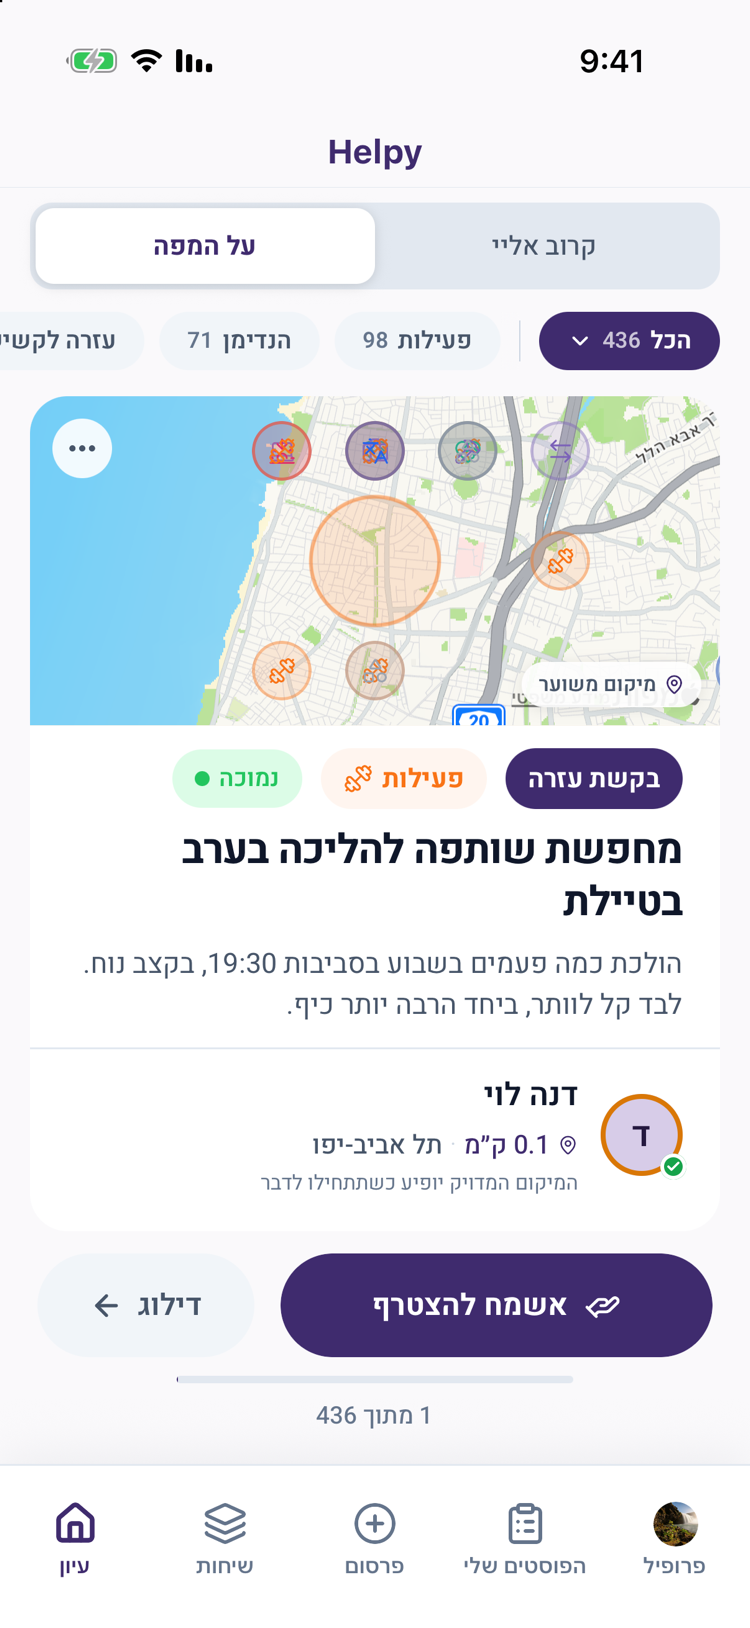 9:41
Helpy
קרוב אליי
על המפה
הכל 436
פעילות 98
הנדימן 71
עזרה לקשי
ך אבא הלל
מיקום משוער
20
בקשת עזרה
פעילות
נמוכה
מחפשת שותפה להליכה בערב
בטיילת
הולכת כמה פעמים בשבוע בסביבות 19:30, בקצב נוח.
לבד קל לוותר, ביחד הרבה יותר כיף.
ד
דנה לוי
0.1 ק״מ · תל אביב-יפו
המיקום המדויק יופיע כשתתחילו לדבר
אשמח להצטרף
דילוג
1 מתוך 436
פרופיל
הפוסטים שלי
פרסום
שיחות
עיון